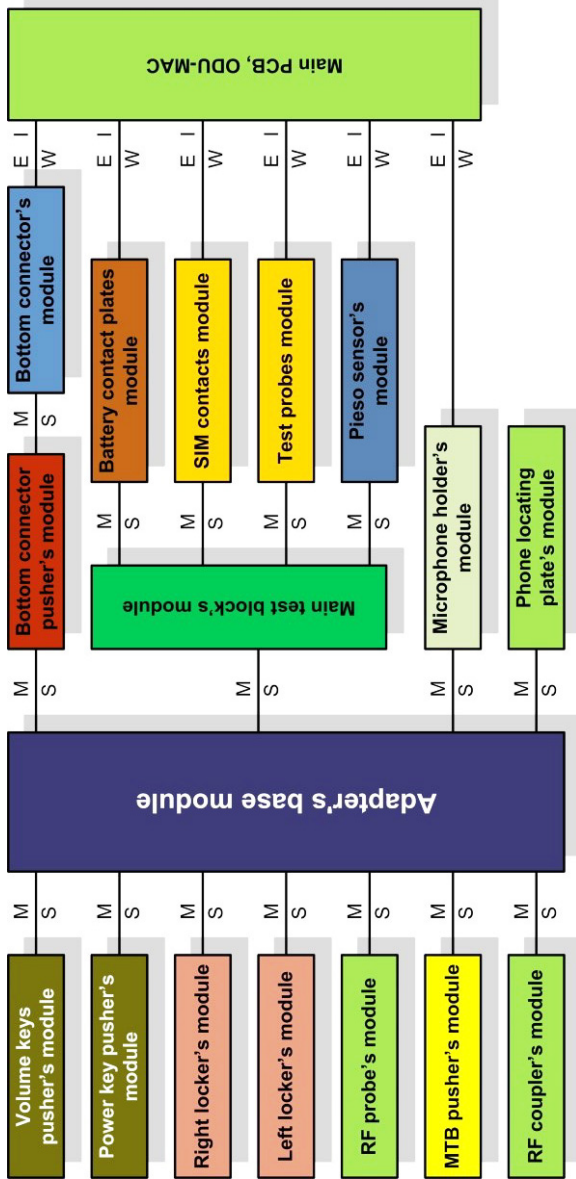 Volume keys
pusher's module
M
S
Adapter's base module
M
S
Bottom connector
pusher's module
M
S
Bottom connector's
module
E I
W
Main PCB, ODU-MAC
Power key pusher's
module
M
S
Main test block's module
M
S
Battery contact plates
module
E I
W
Right locker's module
M
S
M
S
SIM contacts module
E I
W
Left locker's module
M
S
M
S
M
S
Test probes module
E I
W
RF probe's module
M
S
M
S
Pieso sensor's
module
E I
W
MTB pusher's module
M
S
M
S
Microphone holder's
module
E I
W
RF coupler's module
M
S
M
S
Phone locating
plate's module